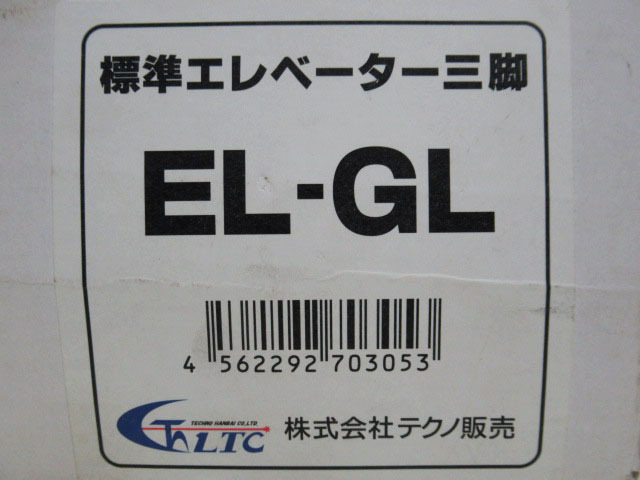 標準エレベーター三脚
EL-GL
4 562292 703053
TECHNO HANBAI CO.,LTD.
LTC 株式会社テクノ販売